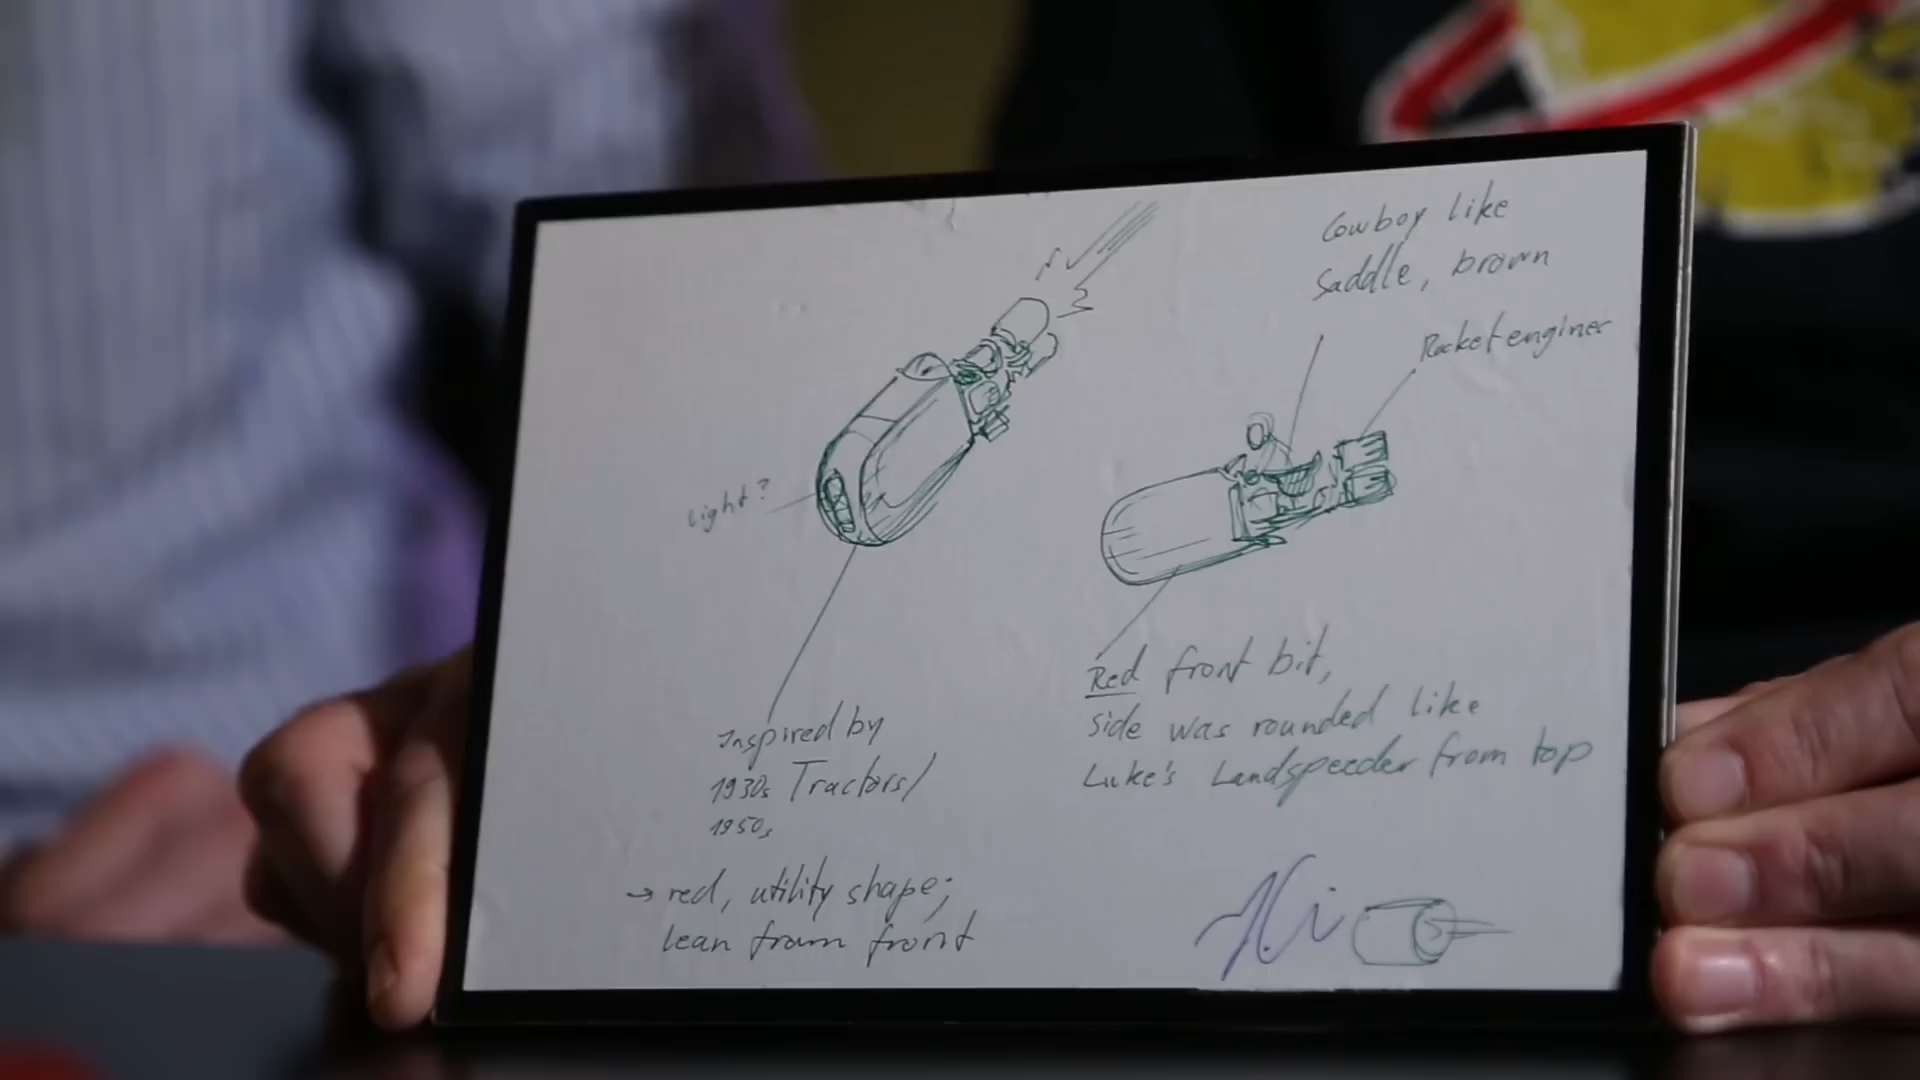 Cowboy like
Saddle, brown
Rocket engines
Light?
Inspired by
1930s Tractors/
1950s
→ red, utility shape;
lean from front
Red front bit,
side was rounded like
Luke's Landspeeder from top